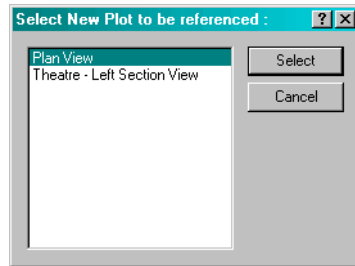 Select New Plot to be referenced :
Plan View
Theatre - Left Section View
Select
Cancel